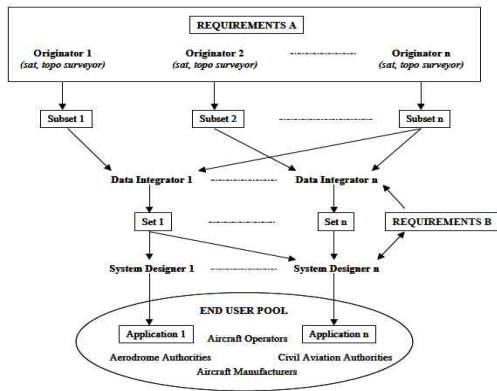 REQUIREMENTS A
Originator 1 Originator 2 Originator n
(sat, topo surveyor) (sat, topo surveyor) (sat, topo surveyor)
Subset 1 Subset 2 Subset n
Data Integrator 1 Data Integrator n
Set 1 Set n REQUIREMENTS B
System Designer 1 System Designer n
END USER POOL
Application 1 Application n
Aircraft Operators
Aerodrome Authorities Civil Aviation Authorities
Aircraft Manufacturers